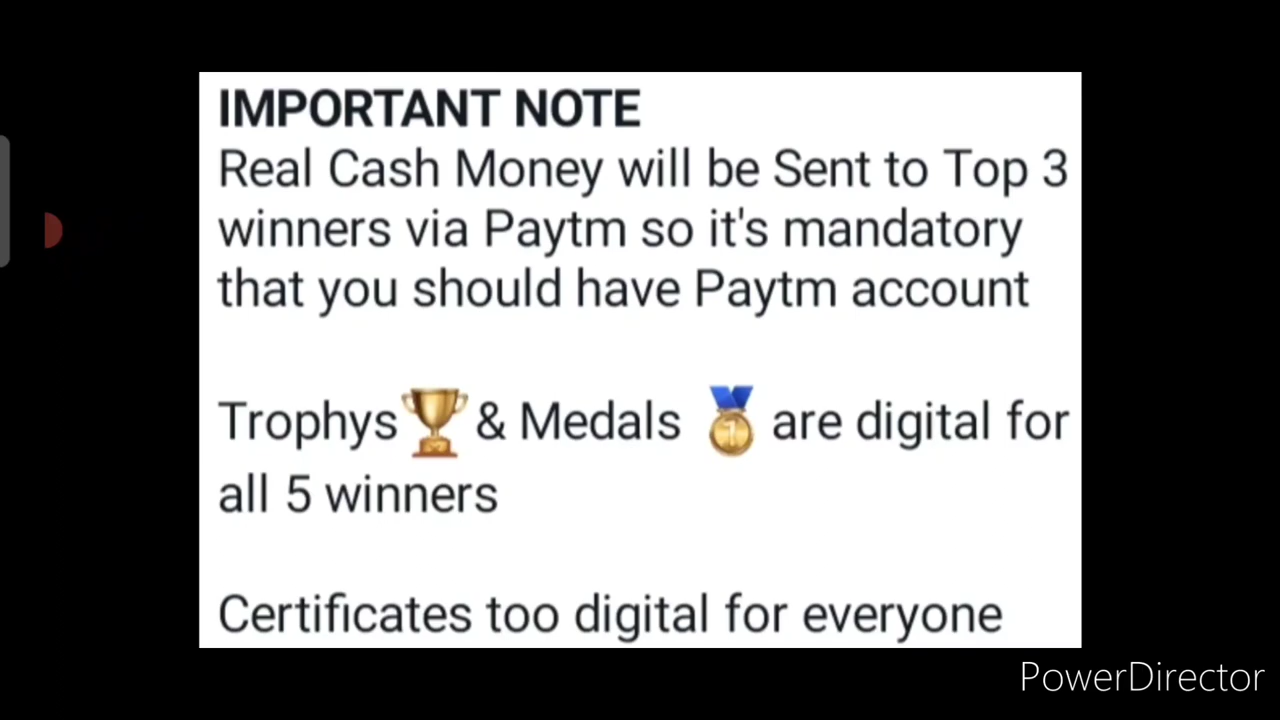 IMPORTANT NOTE
Real Cash Money will be Sent to Top 3
winners via Paytm so it's mandatory
that you should have Paytm account
Trophys🏆& Medals 🏅 are digital for
all 5 winners
Certificates too digital for everyone
PowerDirector